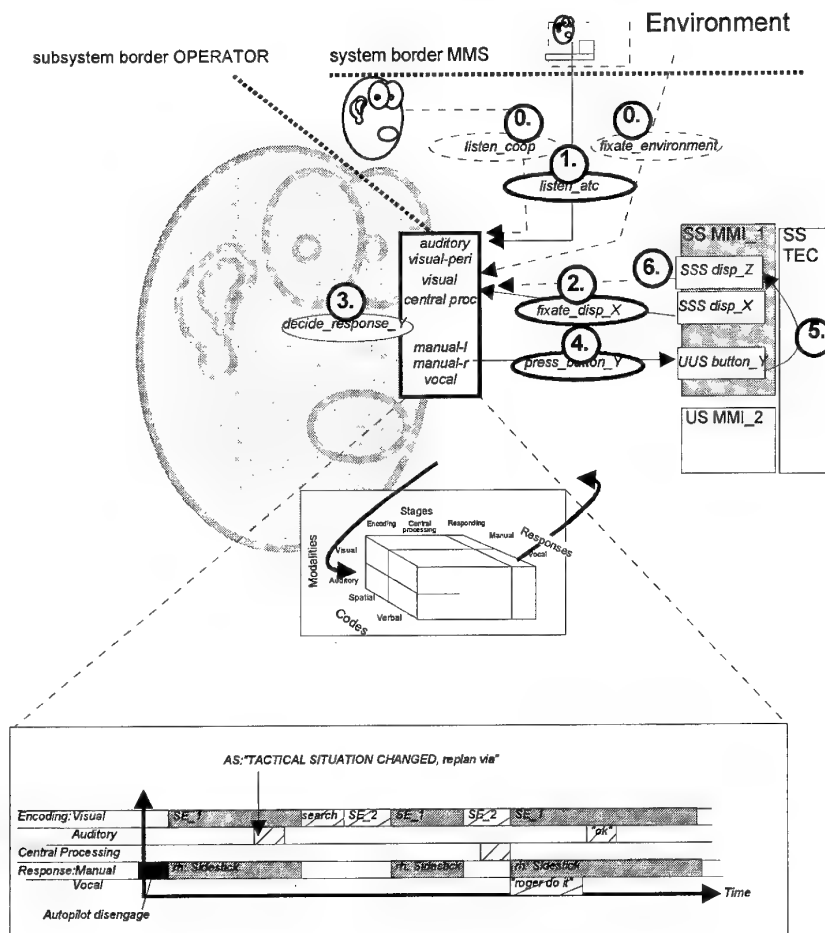 Environment
subsystem border OPERATOR
system border MMS
0.
0.
listen_coop
fixate_environment
1.
listen_atc
auditory
visual-peri
visual
central proc
manual-l
manual-r
vocal
SS MMI_1
SS
TEC
6.
SSS disp_Z
2.
3.
fixate_disp_X
SSS disp_X
decide_response_Y
5.
4.
press_button_Y
UUS button_Y
US MMI_2
Stages
Encoding
Central
processing
Responding
Manual
Responses
Vocal
Modalities
Visual
Auditory
Spatial
Verbal
Codes
AS:"TACTICAL SITUATION CHANGED, replan via"
Encoding:Visual
SE_1
search
SE_2
SE_1
SE_2
SE_1
Auditory
"ok"
Central Processing
Response:Manual
rh: Sidestick
rh: Sidestick
rh: Sidestick
Vocal
"roger do it"
Time
Autopilot disengage